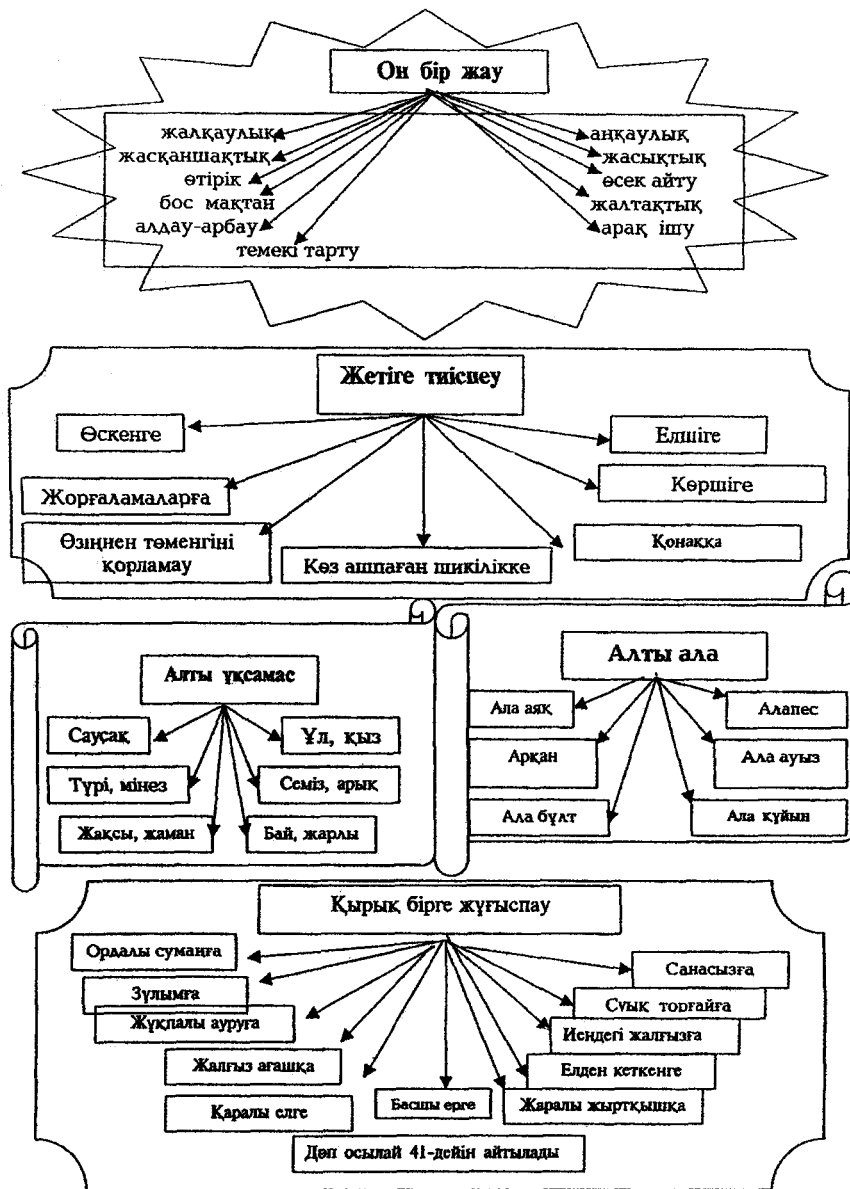 Он бір жау
жалқаулық
жасқаншақтық
өтірік
бос мақтан
алдау-арбау
темекі тарту
аңқаулық
жасықтық
өсек айту
жалтақтық
арақ ішу
Жетіге тиіспеу
Өскенге
Жорғаламаларға
Өзіңнен төменгіні
қорламау
Көз ашпаған шикілікке
Елшіге
Көршіге
Қонаққа
Алты ұқсамас
Саусақ
Түрі, мінез
Жақсы, жаман
Ұл, қыз
Семіз, арық
Бай, жарлы
Алты ала
Ала аяқ
Арқан
Ала бұлт
Алапес
Ала ауыз
Ала құйын
Қырық бірге жұғыспау
Ордалы сумаңға
Зұлымға
Жұқпалы ауруға
Жалғыз ағашқа
Қаралы елге
Басшы ерге
Санасызға
Суық торғайға
Иендегі жалғызға
Елден кеткенге
Жаралы жыртқышқа
Дәп осылай 41-дейін айтылады